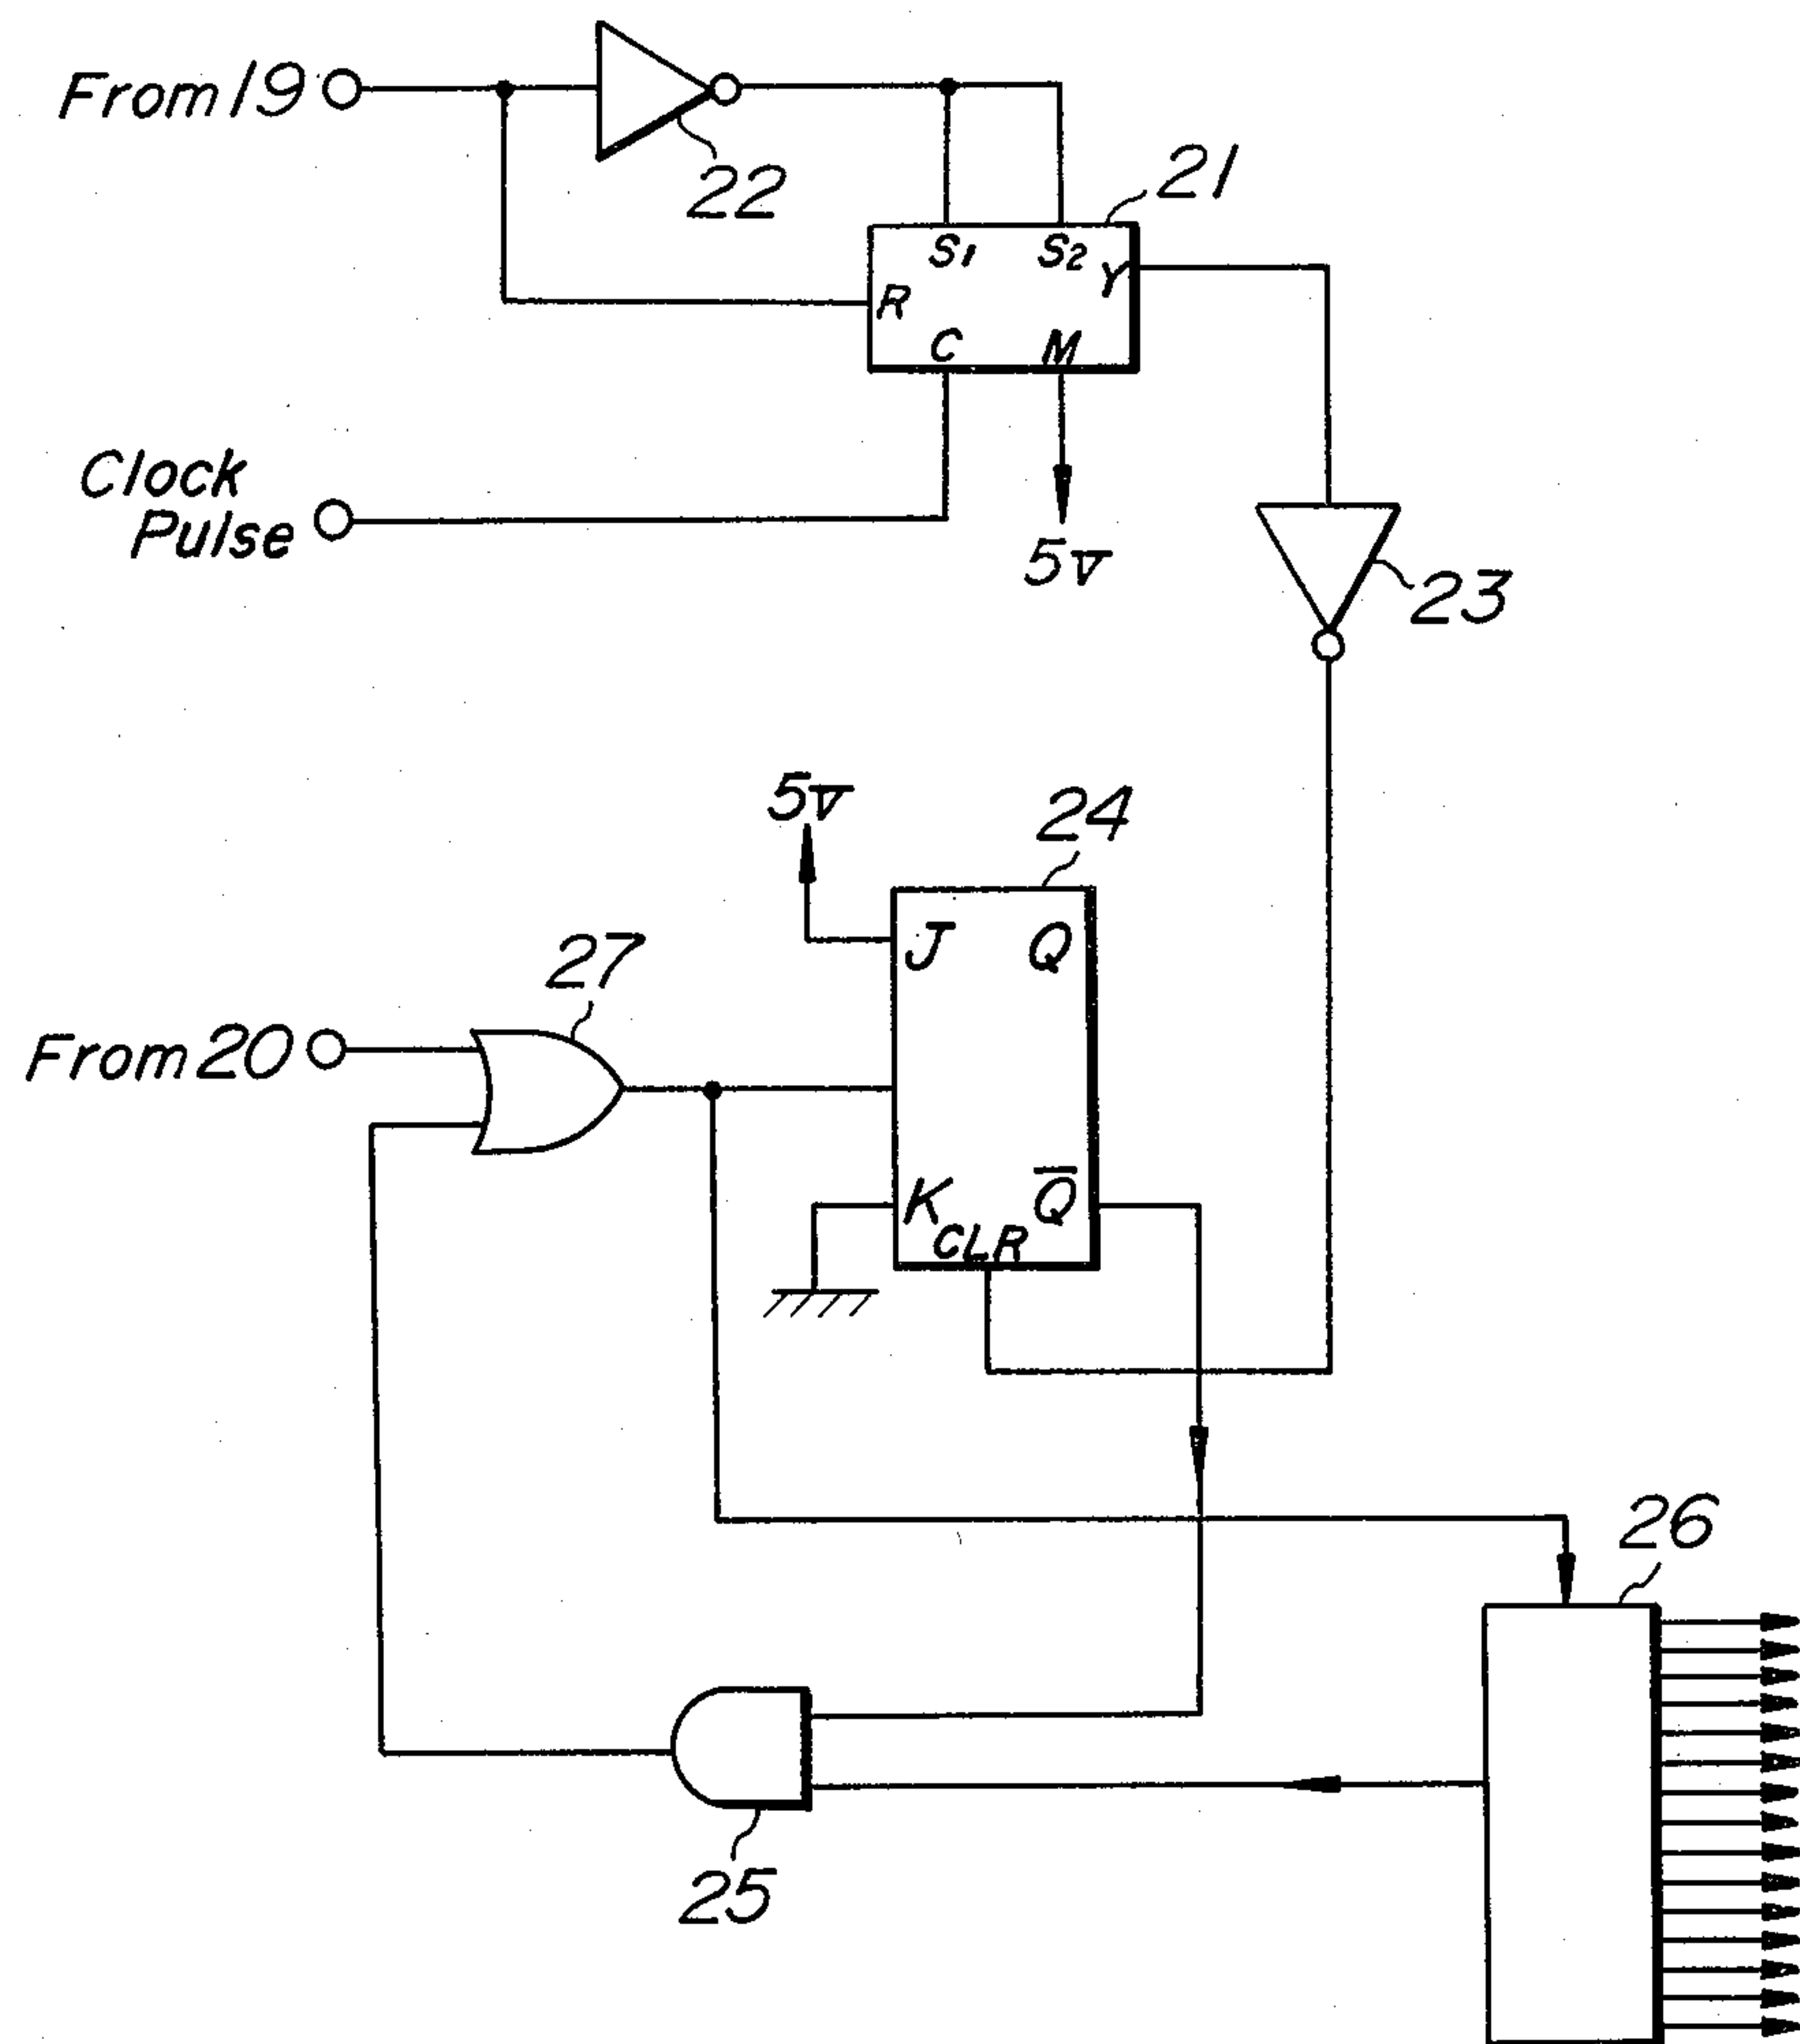 From 19
22
21
S1 S2
Y
R
C M
Clock
Pulse
5v
23
5v
24
27
J Q
From 20
K Q̅
CLR
26
25